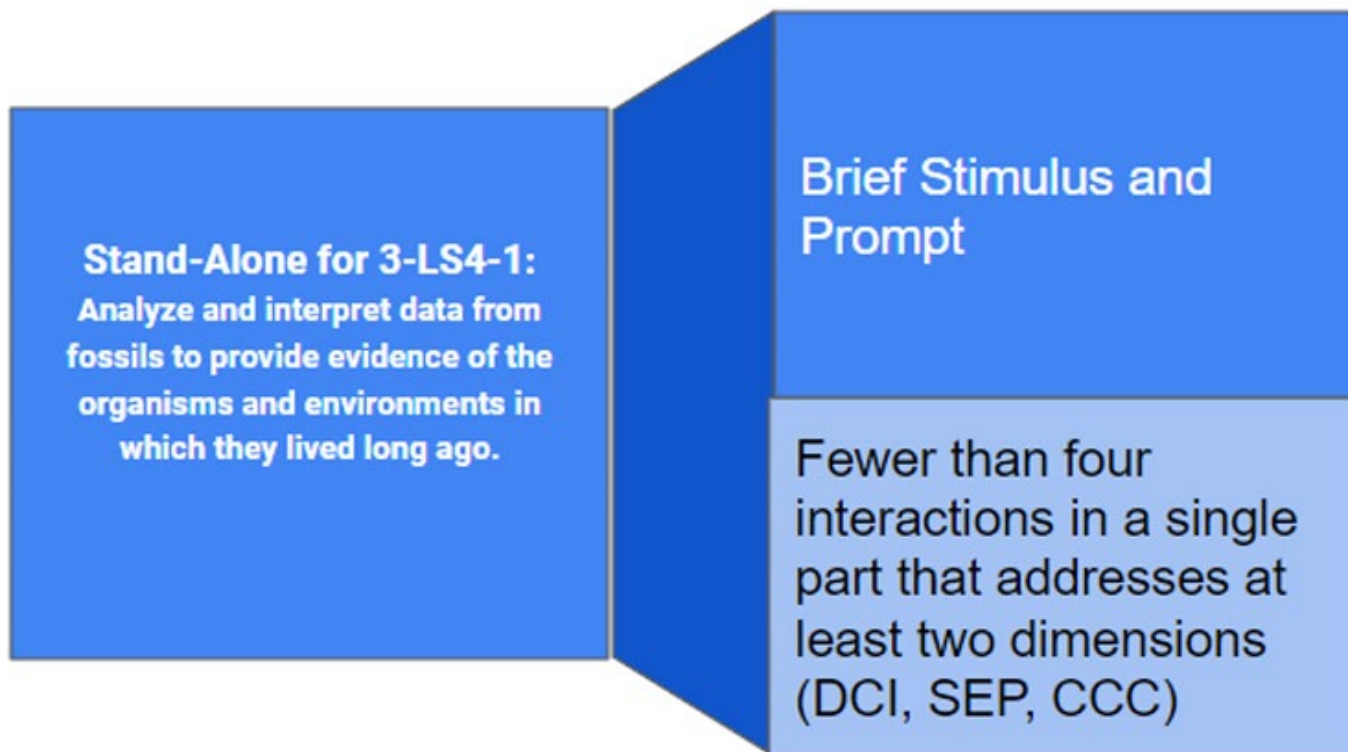 Stand-Alone for 3-LS4-1:
Analyze and interpret data from
fossils to provide evidence of the
organisms and environments in
which they lived long ago.
Brief Stimulus and
Prompt
Fewer than four
interactions in a single
part that addresses at
least two dimensions
(DCI, SEP, CCC)